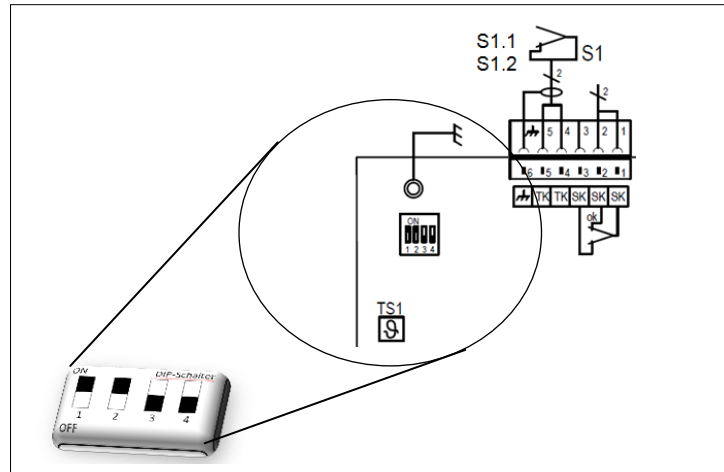 S1.1
S1.2
S1
2
2
5 4 3 2 1
6 5 4 3 2 1
TK TK SK SK SK
ok
ON
1 2 3 4
TS1
ϑ
ON DIP-Schalter
1 2 3 4
OFF